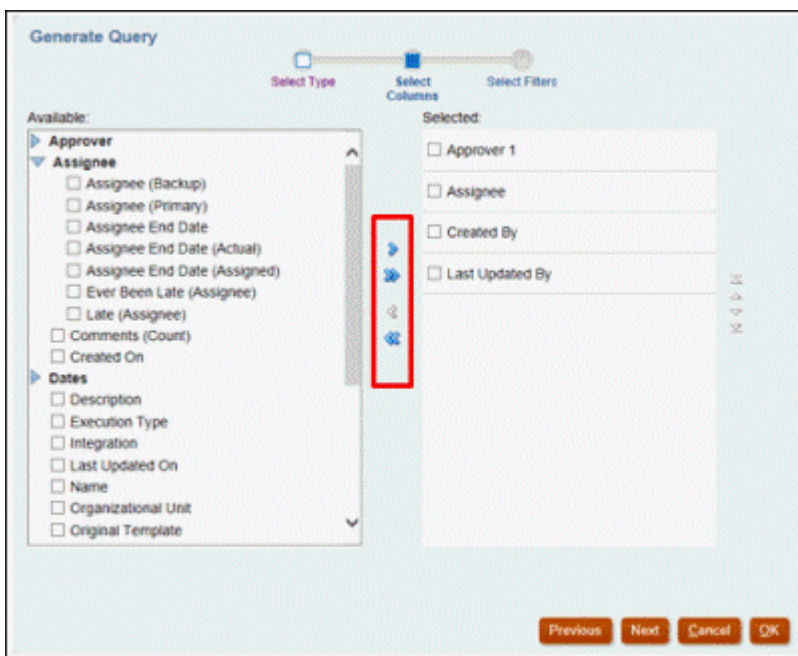 Generate Query
Select Type
Select
Columns
Select Filters
Available:
Approver
Assignee
Assignee (Backup)
Assignee (Primary)
Assignee End Date
Assignee End Date (Actual)
Assignee End Date (Assigned)
Ever Been Late (Assignee)
Late (Assignee)
Comments (Count)
Created On
Dates
Description
Execution Type
Integration
Last Updated On
Name
Organizational Unit
Original Template
Selected:
Approver 1
Assignee
Created By
Last Updated By
Previous
Next
Cancel
OK